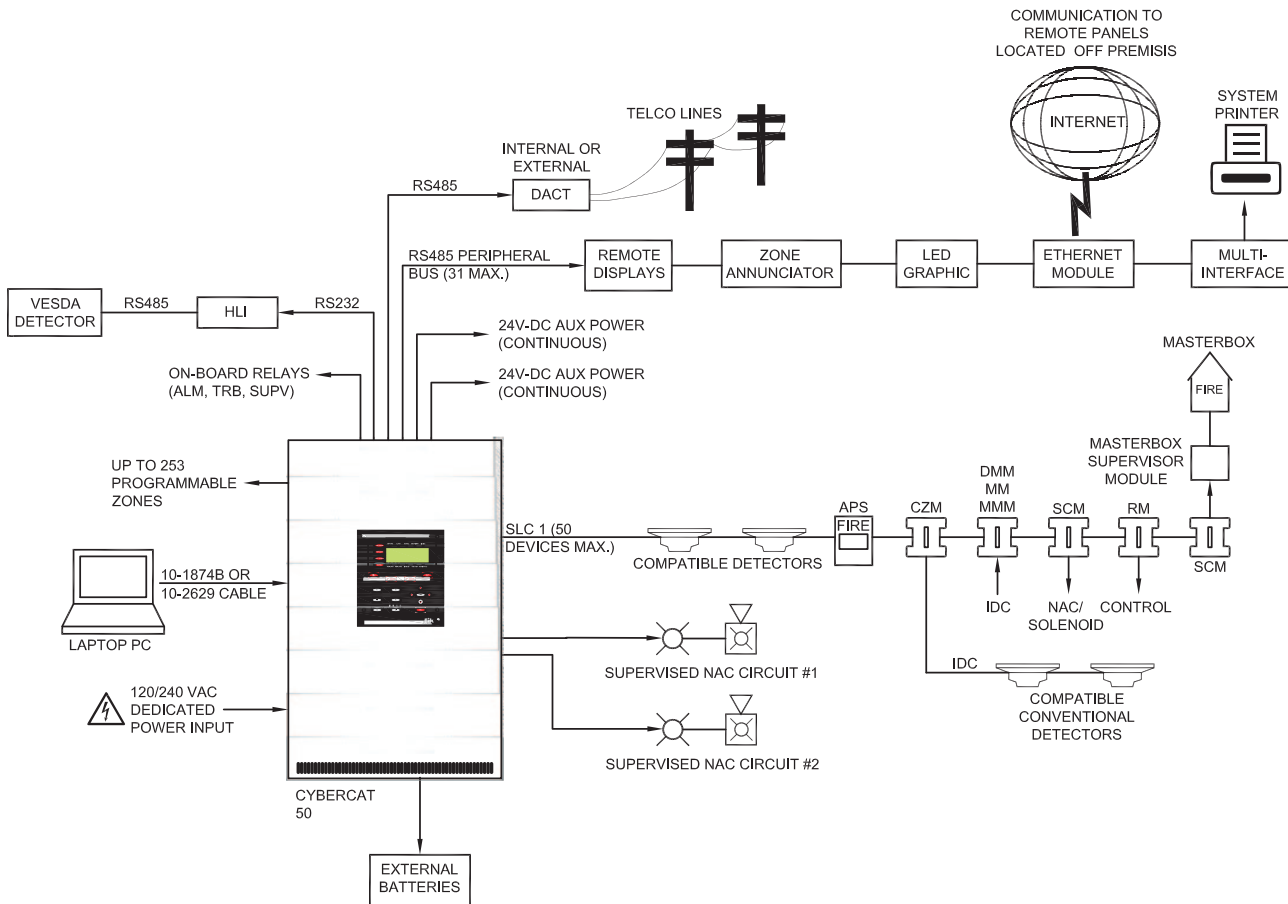 COMMUNICATION TO
REMOTE PANELS
LOCATED OFF PREMISIS
INTERNET
SYSTEM
PRINTER
TELCO LINES
INTERNAL OR
EXTERNAL
RS485
DACT
RS485 PERIPHERAL
BUS (31 MAX.)
REMOTE
DISPLAYS
ZONE
ANNUNCIATOR
LED
GRAPHIC
ETHERNET
MODULE
MULTI-
INTERFACE
VESDA
DETECTOR
RS485
HLI
RS232
24V-DC AUX POWER
(CONTINUOUS)
ON-BOARD RELAYS
(ALM, TRB, SUPV)
24V-DC AUX POWER
(CONTINUOUS)
MASTERBOX
FIRE
MASTERBOX
SUPERVISOR
MODULE
UP TO 253
PROGRAMMABLE
ZONES
SLC 1 (50
DEVICES MAX.)
COMPATIBLE DETECTORS
APS
FIRE
CZM
DMM
MM
MMM
SCM
RM
SCM
IDC
NAC/
SOLENOID
CONTROL
10-1874B OR
10-2629 CABLE
LAPTOP PC
SUPERVISED NAC CIRCUIT #1
IDC
COMPATIBLE
CONVENTIONAL
DETECTORS
120/240 VAC
DEDICATED
POWER INPUT
SUPERVISED NAC CIRCUIT #2
CYBERCAT
50
EXTERNAL
BATTERIES